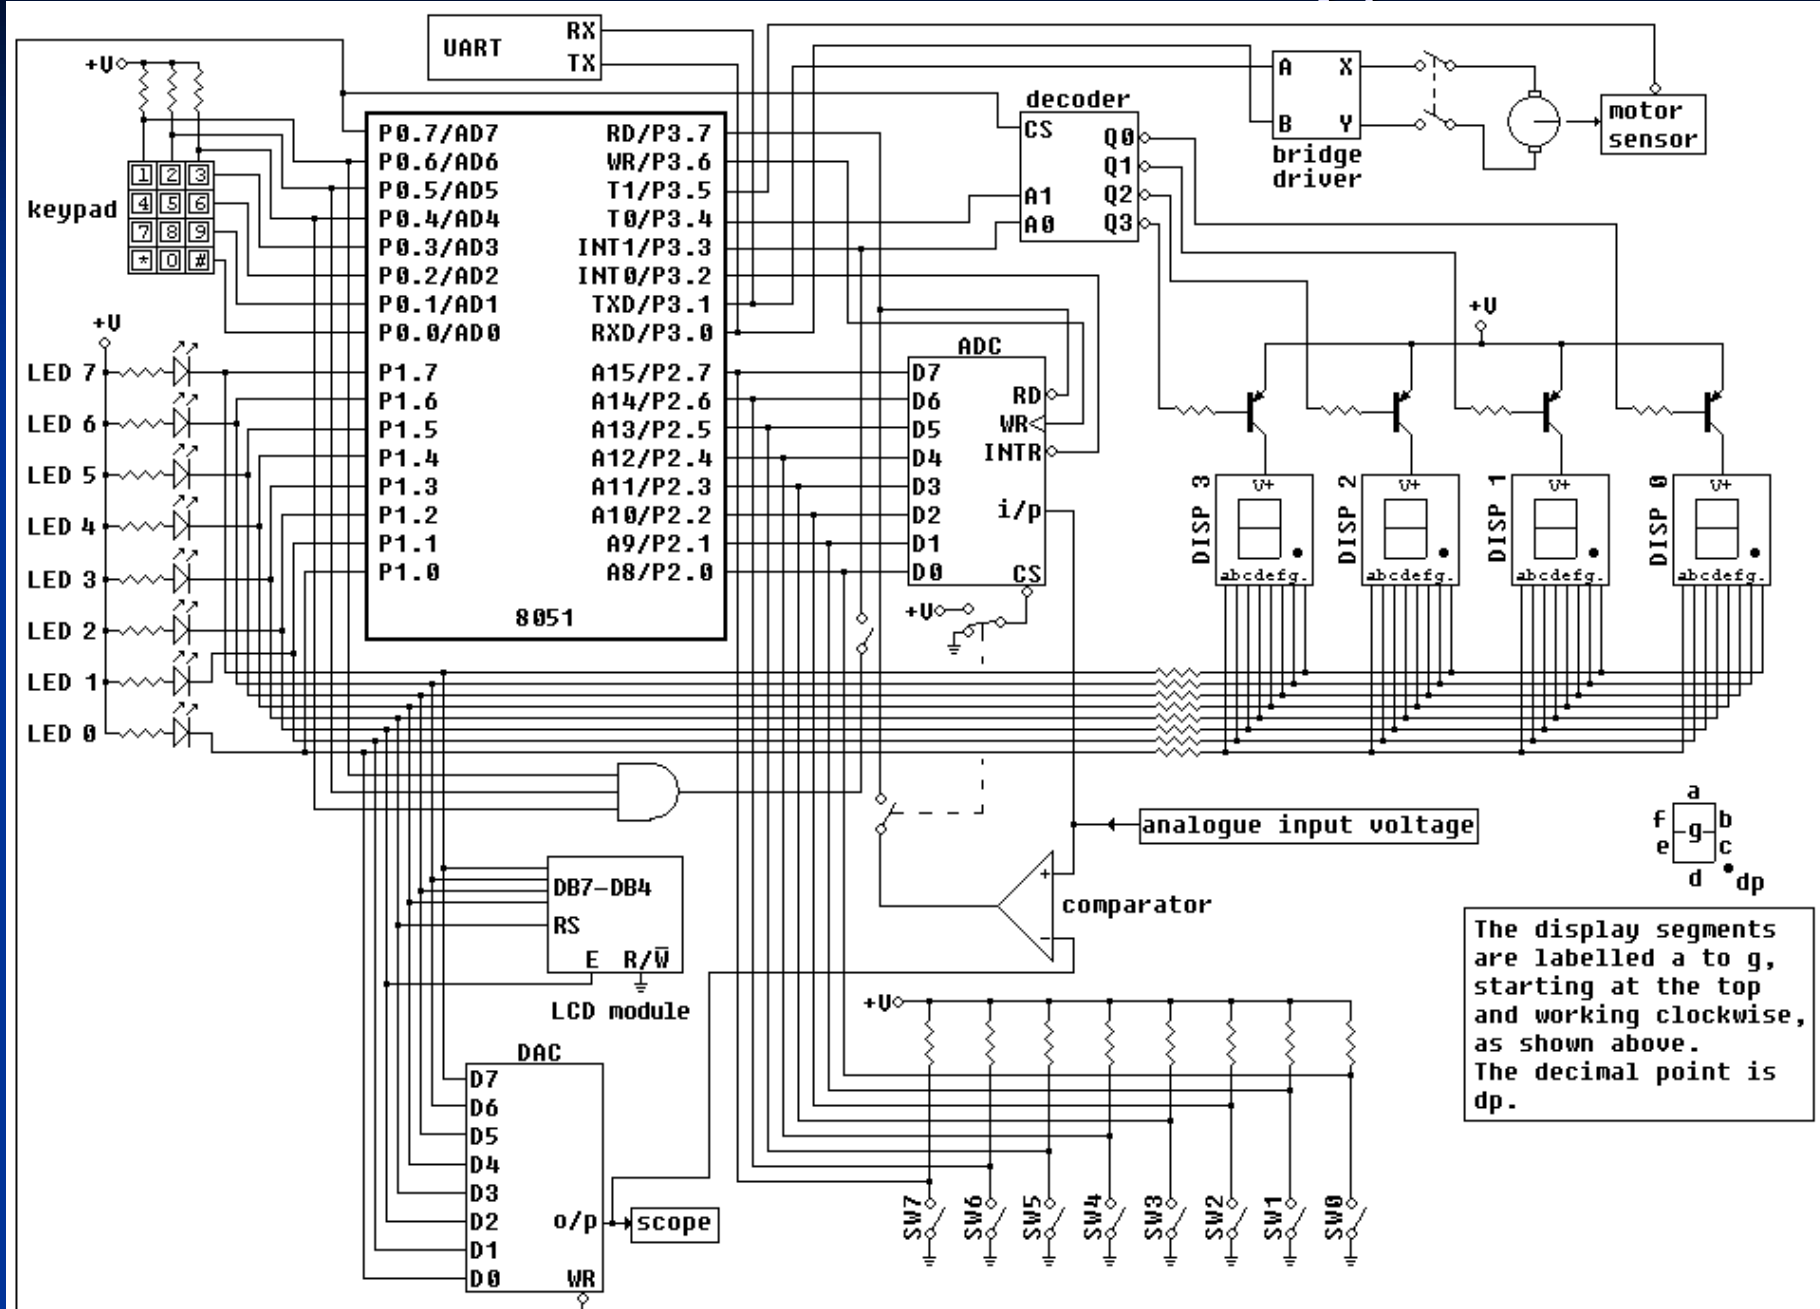 UART
RX
TX
+V
keypad
1 2 3
4 5 6
7 8 9
* 0 #
P0.7/AD7
P0.6/AD6
P0.5/AD5
P0.4/AD4
P0.3/AD3
P0.2/AD2
P0.1/AD1
P0.0/AD0
P1.7
P1.6
P1.5
P1.4
P1.3
P1.2
P1.1
P1.0
RD/P3.7
WR/P3.6
T1/P3.5
T0/P3.4
INT1/P3.3
INT0/P3.2
TXD/P3.1
RXD/P3.0
A15/P2.7
A14/P2.6
A13/P2.5
A12/P2.4
A11/P2.3
A10/P2.2
A9/P2.1
A8/P2.0
8051
+V
LED 7
LED 6
LED 5
LED 4
LED 3
LED 2
LED 1
LED 0
decoder
CS
A1
A0
Q0
Q1
Q2
Q3
A X
B Y
bridge
driver
motor
sensor
ADC
D7
D6
D5
D4
D3
D2
D1
D0
RD
WR
INTR
i/p
CS
+V
+V
DISP 3
V+
abcdefg.
DISP 2
V+
abcdefg.
DISP 1
V+
abcdefg.
DISP 0
V+
abcdefg.
analogue input voltage
+
-
comparator
a
f b
g
e c
d
dp
The display segments
are labelled a to g,
starting at the top
and working clockwise,
as shown above.
The decimal point is
dp.
DB7-DB4
RS
E R/W̅
LCD module
DAC
D7
D6
D5
D4
D3
D2
D1
D0
o/p
WR
scope
+V
SW7
SW6
SW5
SW4
SW3
SW2
SW1
SW0